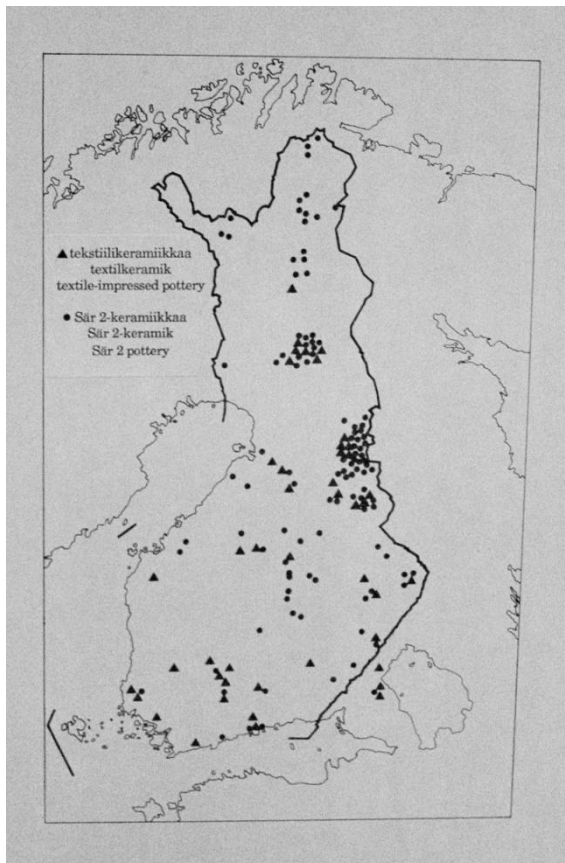 ▲ tekstiilikeramiikkaa
textilkeramik
textile-impressed pottery
● Sär 2-keramiikkaa
Sär 2-keramik
Sär 2 pottery